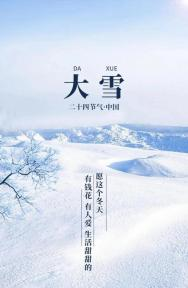 DA XUE
大雪
二十四节气·中国
愿这个冬天
有钱花 有人爱 生活甜甜的